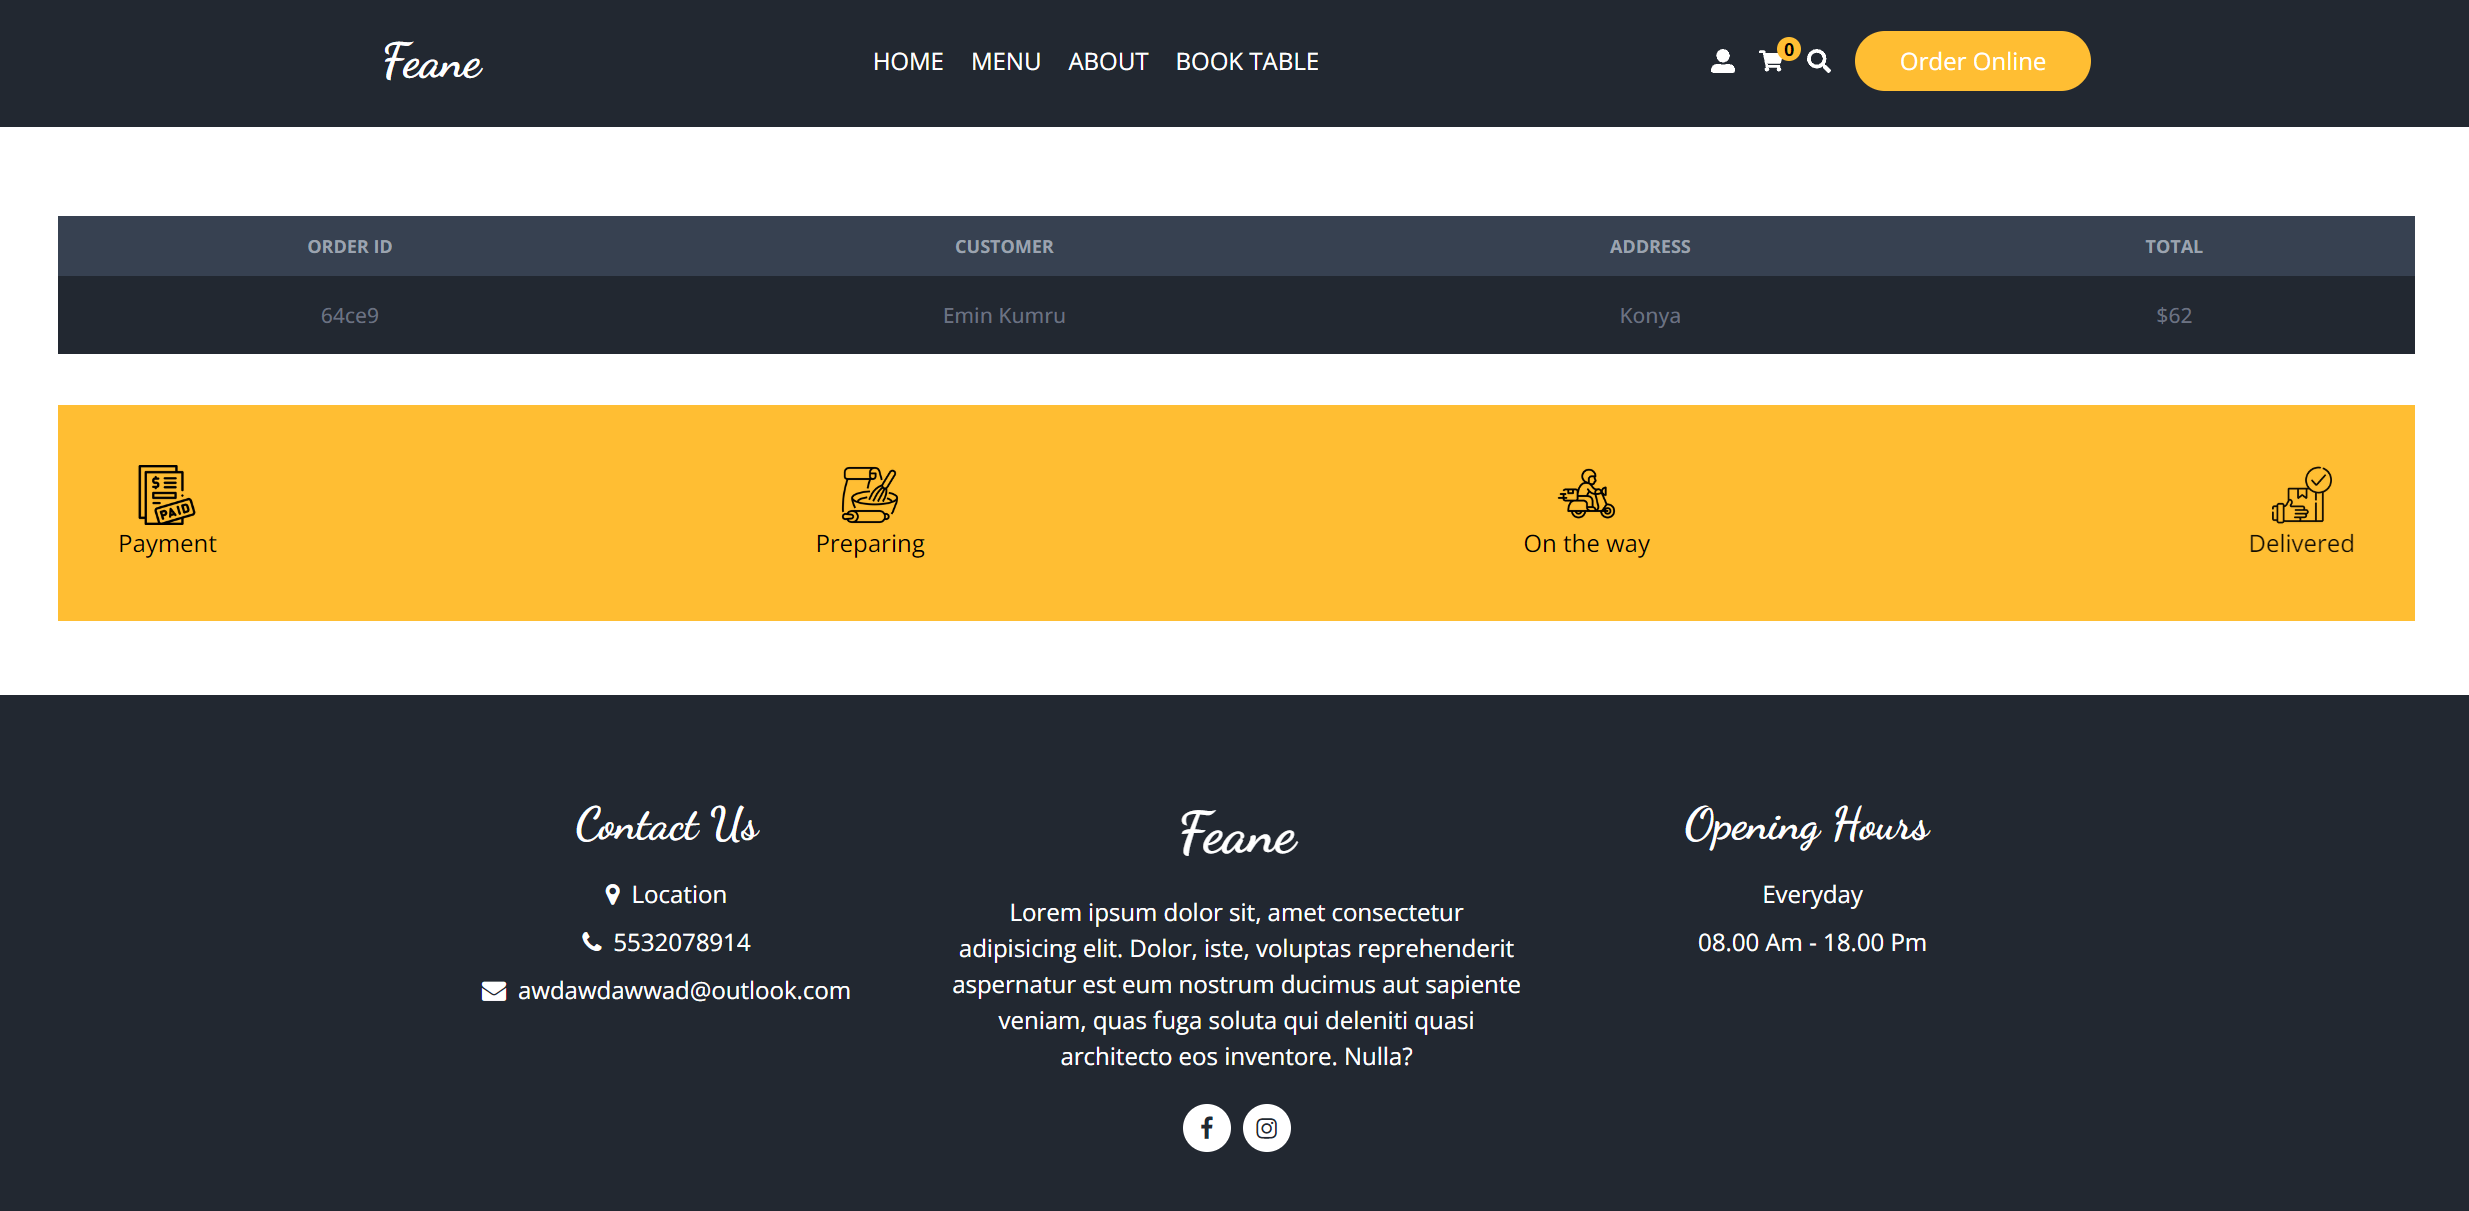 Feane
HOME MENU ABOUT BOOK TABLE
0
Order Online
ORDER ID CUSTOMER ADDRESS TOTAL
64ce9 Emin Kumru Konya $62
$
PAID
Payment Preparing On the way Delivered
Contact Us
Location
5532078914
awdawdawwad@outlook.com
Feane
Lorem ipsum dolor sit, amet consectetur
adipisicing elit. Dolor, iste, voluptas reprehenderit
aspernatur est eum nostrum ducimus aut sapiente
veniam, quas fuga soluta qui deleniti quasi
architecto eos inventore. Nulla?
Opening Hours
Everyday
08.00 Am - 18.00 Pm